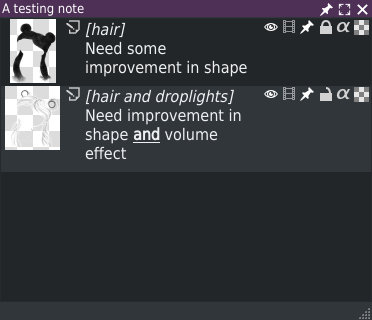 A testing note
[hair]
Need some
improvement in shape
[hair and droplights]
Need improvement in
shape and volume
effect